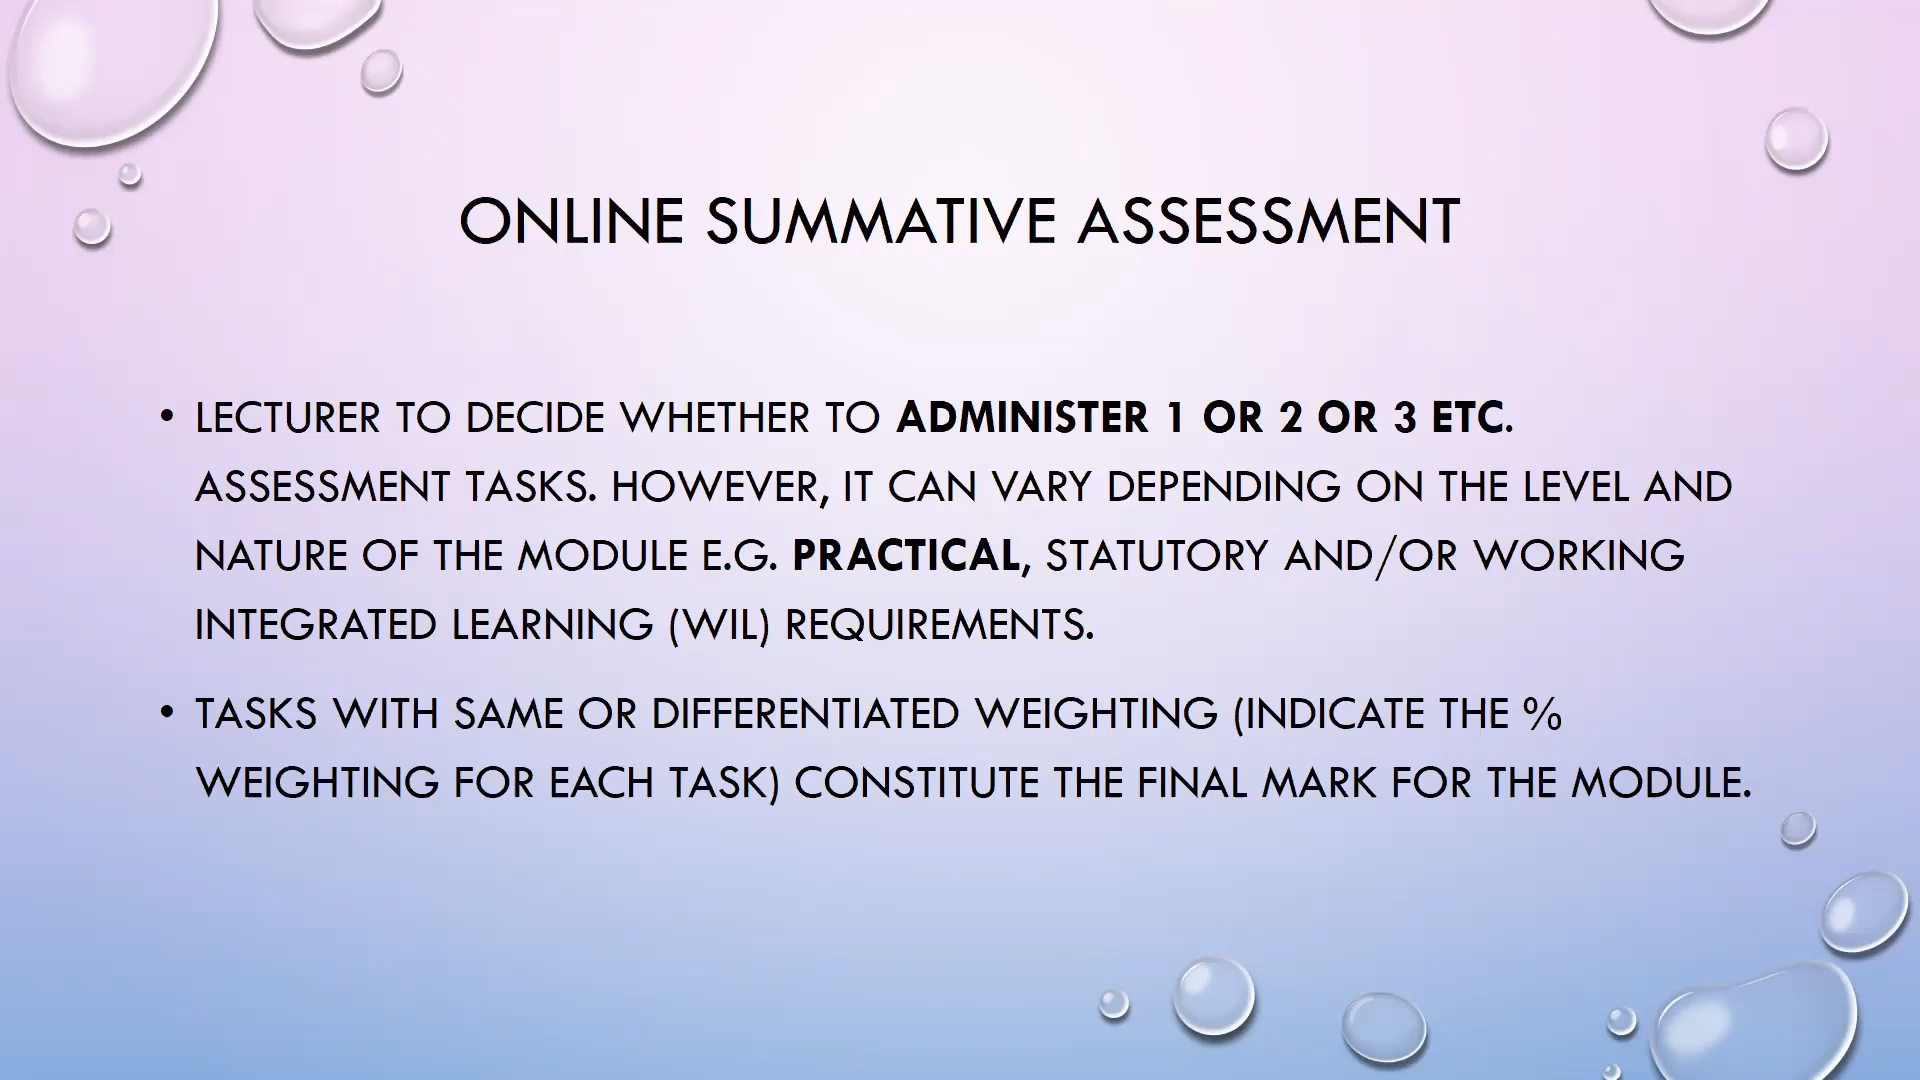 ONLINE SUMMATIVE ASSESSMENT
• LECTURER TO DECIDE WHETHER TO ADMINISTER 1 OR 2 OR 3 ETC.
ASSESSMENT TASKS. HOWEVER, IT CAN VARY DEPENDING ON THE LEVEL AND
NATURE OF THE MODULE E.G. PRACTICAL, STATUTORY AND/OR WORKING
INTEGRATED LEARNING (WIL) REQUIREMENTS.
• TASKS WITH SAME OR DIFFERENTIATED WEIGHTING (INDICATE THE %
WEIGHTING FOR EACH TASK) CONSTITUTE THE FINAL MARK FOR THE MODULE.